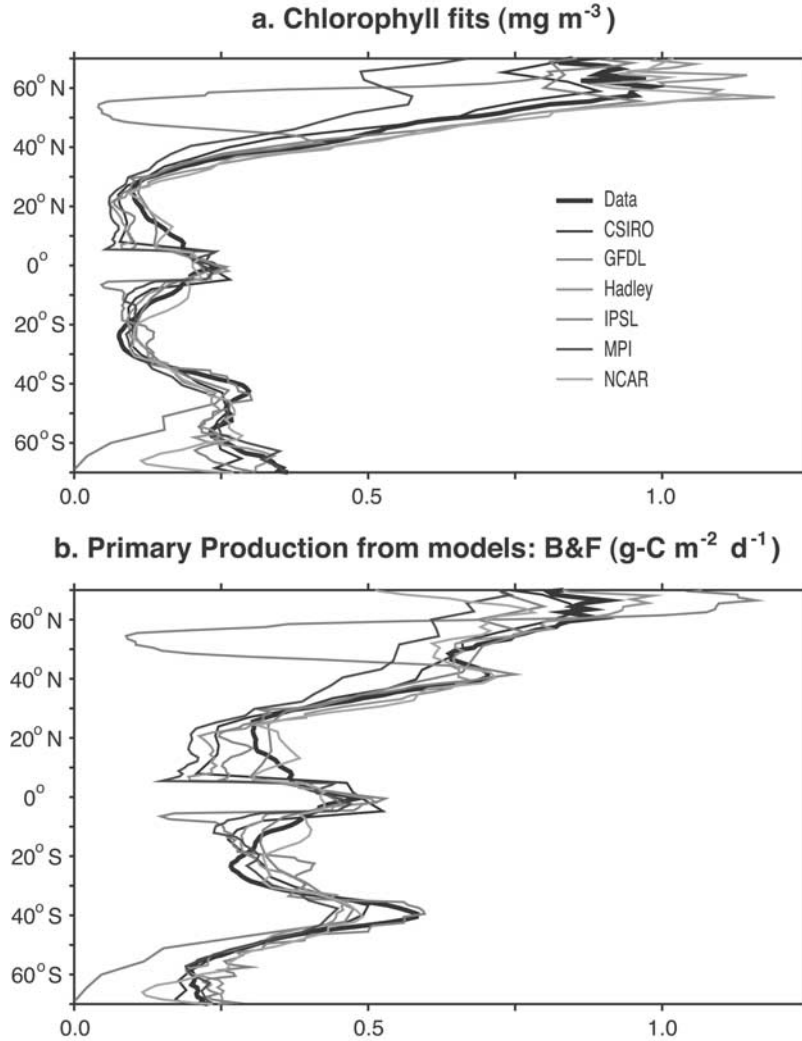 a. Chlorophyll fits (mg m-3)
60° N
40° N
20° N
0°
20° S
40° S
60° S
Data
CSIRO
GFDL
Hadley
IPSL
MPI
NCAR
0.0
0.5
1.0
b. Primary Production from models: B&F (g-C m-2 d-1)
60° N
40° N
20° N
0°
20° S
40° S
60° S
0.0
0.5
1.0